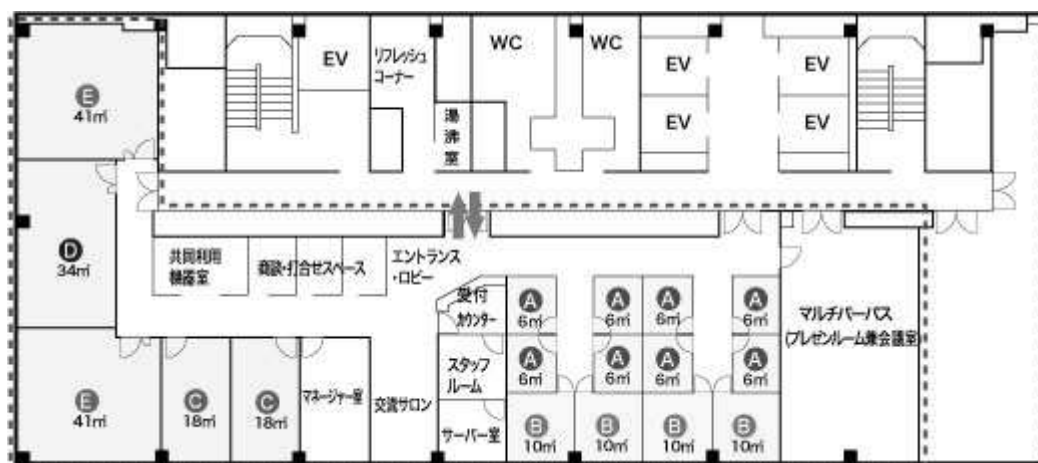 EV
リフレッシュ
コーナー
WC
WC
EV
EV
EV
EV
湯沸室
E
41㎡
D
34㎡
共同利用
機器室
商談・打合せスペース
エントランス
・ロビー
受付
カウンター
A
6㎡
A
6㎡
A
6㎡
A
6㎡
マルチパーパス
(プレゼンルーム兼会議室)
スタッフ
ルーム
A
6㎡
A
6㎡
A
6㎡
A
6㎡
E
41㎡
C
18㎡
C
18㎡
マネージャー室
交流サロン
サーバー室
B
10㎡
B
10㎡
B
10㎡
B
10㎡